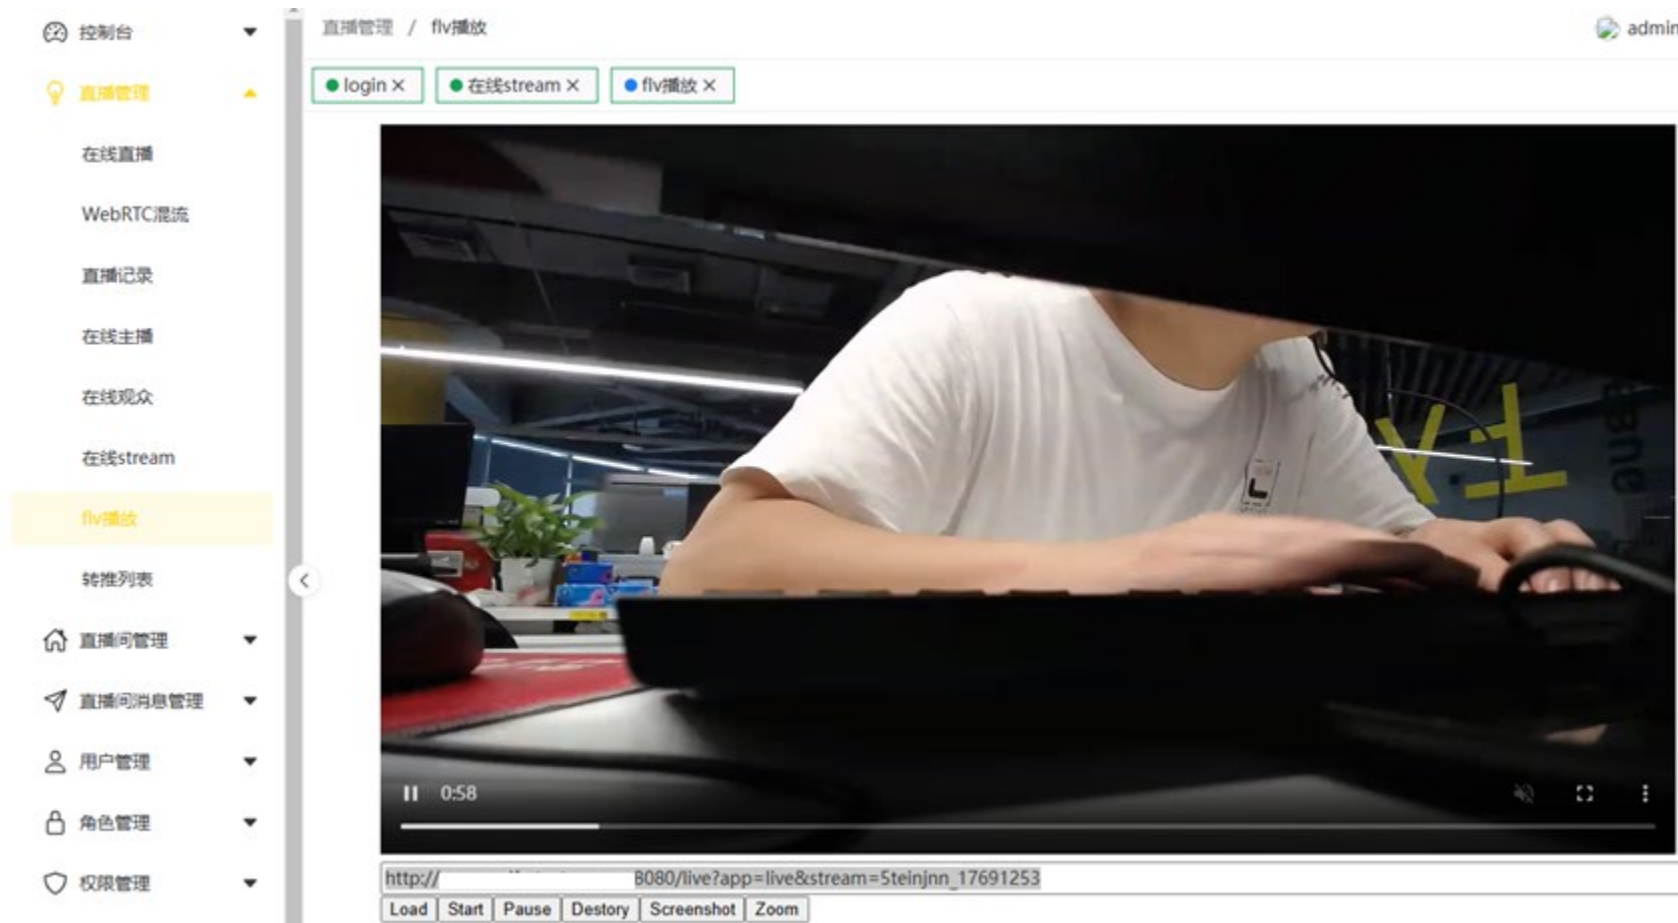 控制台
直播管理 / flv播放
admin
直播管理
login × 在线stream × flv播放 ×
在线直播
WebRTC混流
直播记录
在线主播
在线观众
在线stream
flv播放
转推列表
直播间管理
直播间消息管理
用户管理
角色管理
权限管理
0:58
http:// 8080/live?app=live&stream=5teinjnn_17691253
Load Start Pause Destory Screenshot Zoom